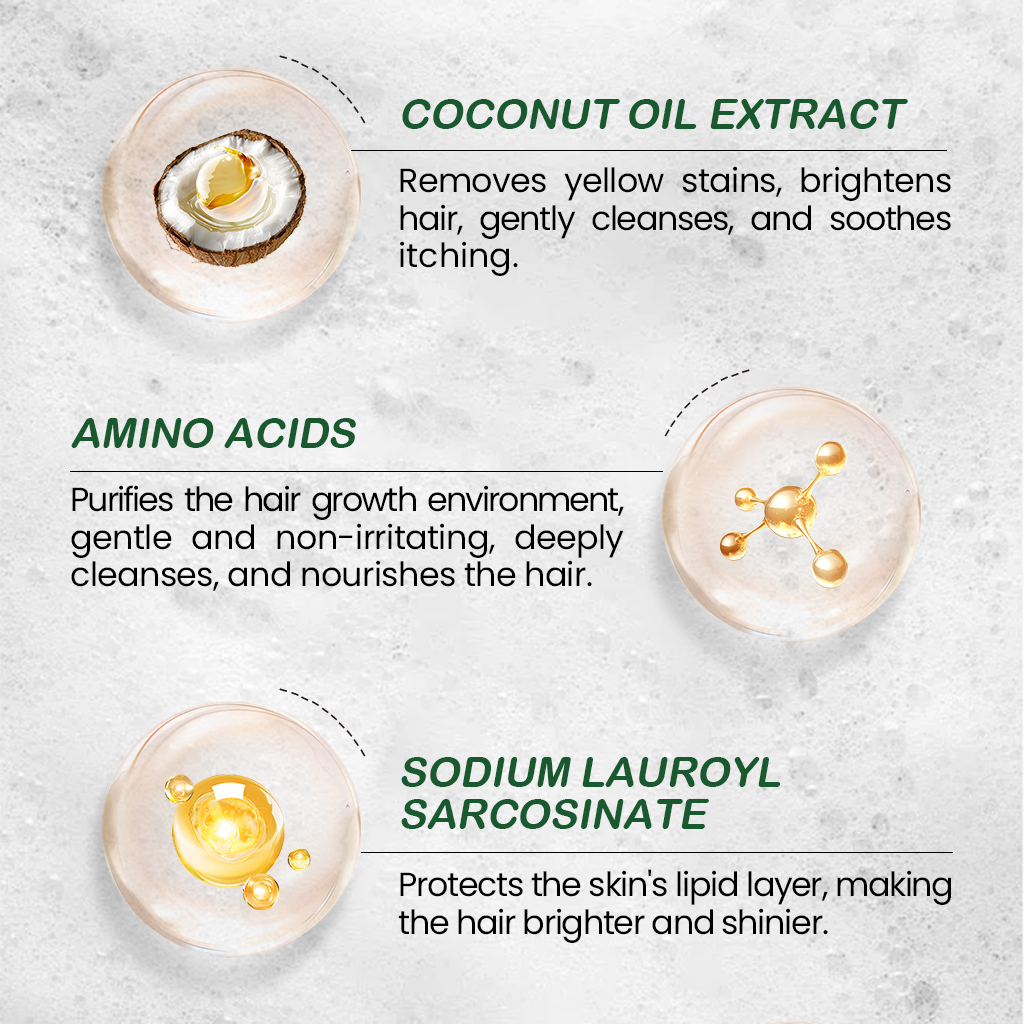 COCONUT OIL EXTRACT
Removes yellow stains, brightens
hair, gently cleanses, and soothes
itching.
AMINO ACIDS
Purifies the hair growth environment,
gentle and non-irritating, deeply
cleanses, and nourishes the hair.
SODIUM LAUROYL
SARCOSINATE
Protects the skin's lipid layer, making
the hair brighter and shinier.